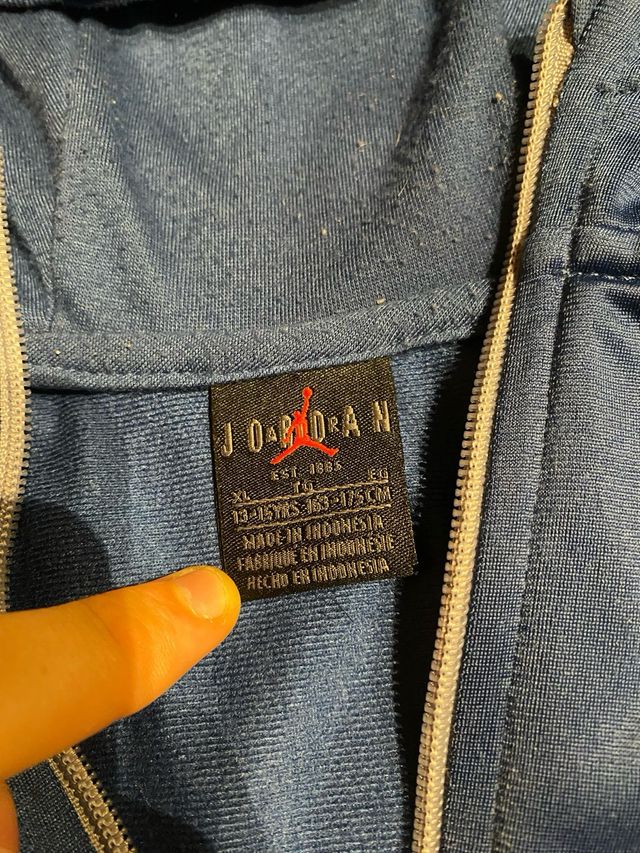 JORDAN
EST. 1985
XL TG EG
13-15YRS 163-175CM
MADE IN INDONESIA
FABRIQUE EN INDONESIE
HECHO EN INDONESIA